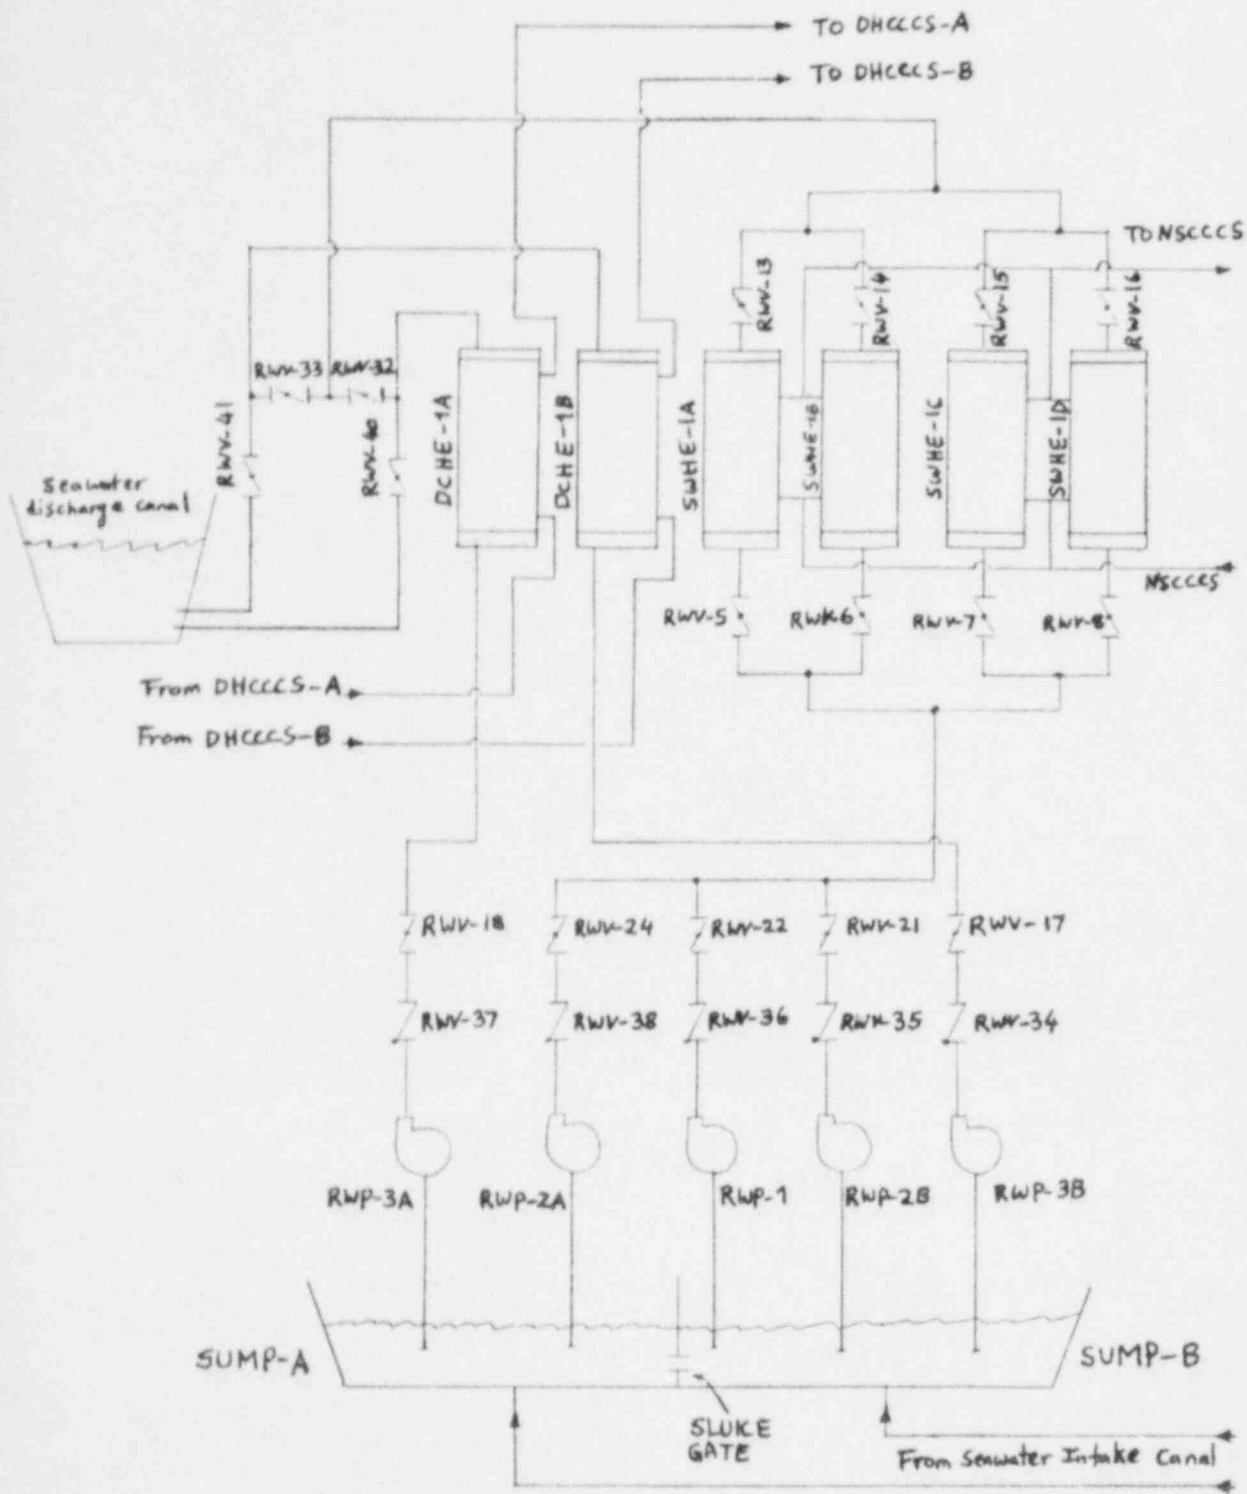 TO DHCCCS-A
TO DHCCCS-B
TO NSCCCS
RWV-13
RWV-14
RWV-15
RWV-16
RWV-33
RWV-32
RWV-41
RWV-40
DCHE-1A
DCHE-1B
SWHE-1A
SWHE-1B
SWHE-1C
SWHE-1D
Seawater
discharge canal
NSCCCS
RWV-5
RWV-6
RWV-7
RWV-8
From DHCCCS-A
From DHCCCS-B
RWV-18
RWV-24
RWV-22
RWV-21
RWV-17
RWV-37
RWV-38
RWV-36
RWV-35
RWV-34
RWP-3A
RWP-2A
RWP-1
RWP-2B
RWP-3B
SUMP-A
SUMP-B
SLUICE
GATE
From Seawater Intake Canal